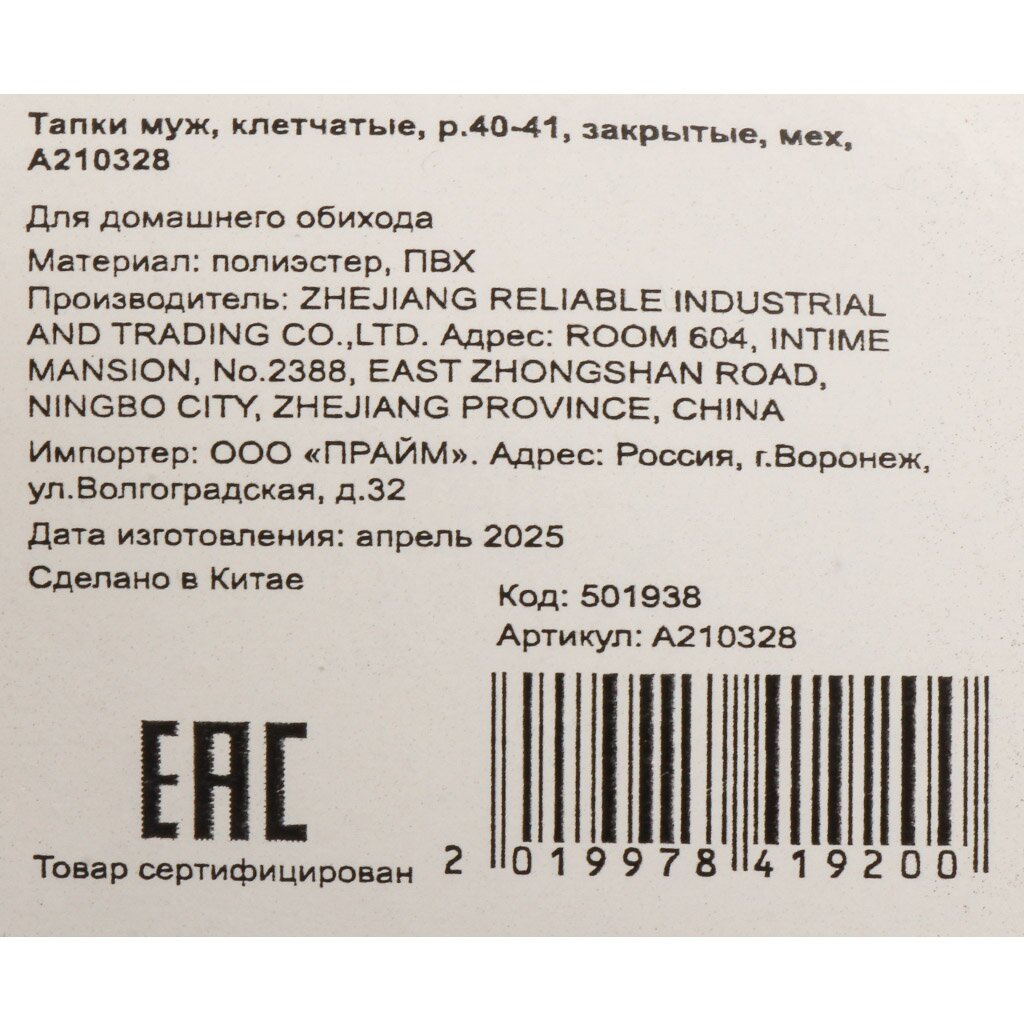 Тапки муж, клетчатые, р.40-41, закрытые, мех,
А210328
Для домашнего обихода
Материал: полиэстер, ПВХ
Производитель: ZHEJIANG RELIABLE INDUSTRIAL
AND TRADING CO.,LTD. Адрес: ROOM 604, INTIME
MANSION, No.2388, EAST ZHONGSHAN ROAD,
NINGBO CITY, ZHEJIANG PROVINCE, CHINA
Импортер: ООО «ПРАЙМ». Адрес: Россия, г.Воронеж,
ул.Волгоградская, д.32
Дата изготовления: апрель 2025
Сделано в Китае
Код: 501938
Артикул: А210328
EAC
Товар сертифицирован
2 019978 419200